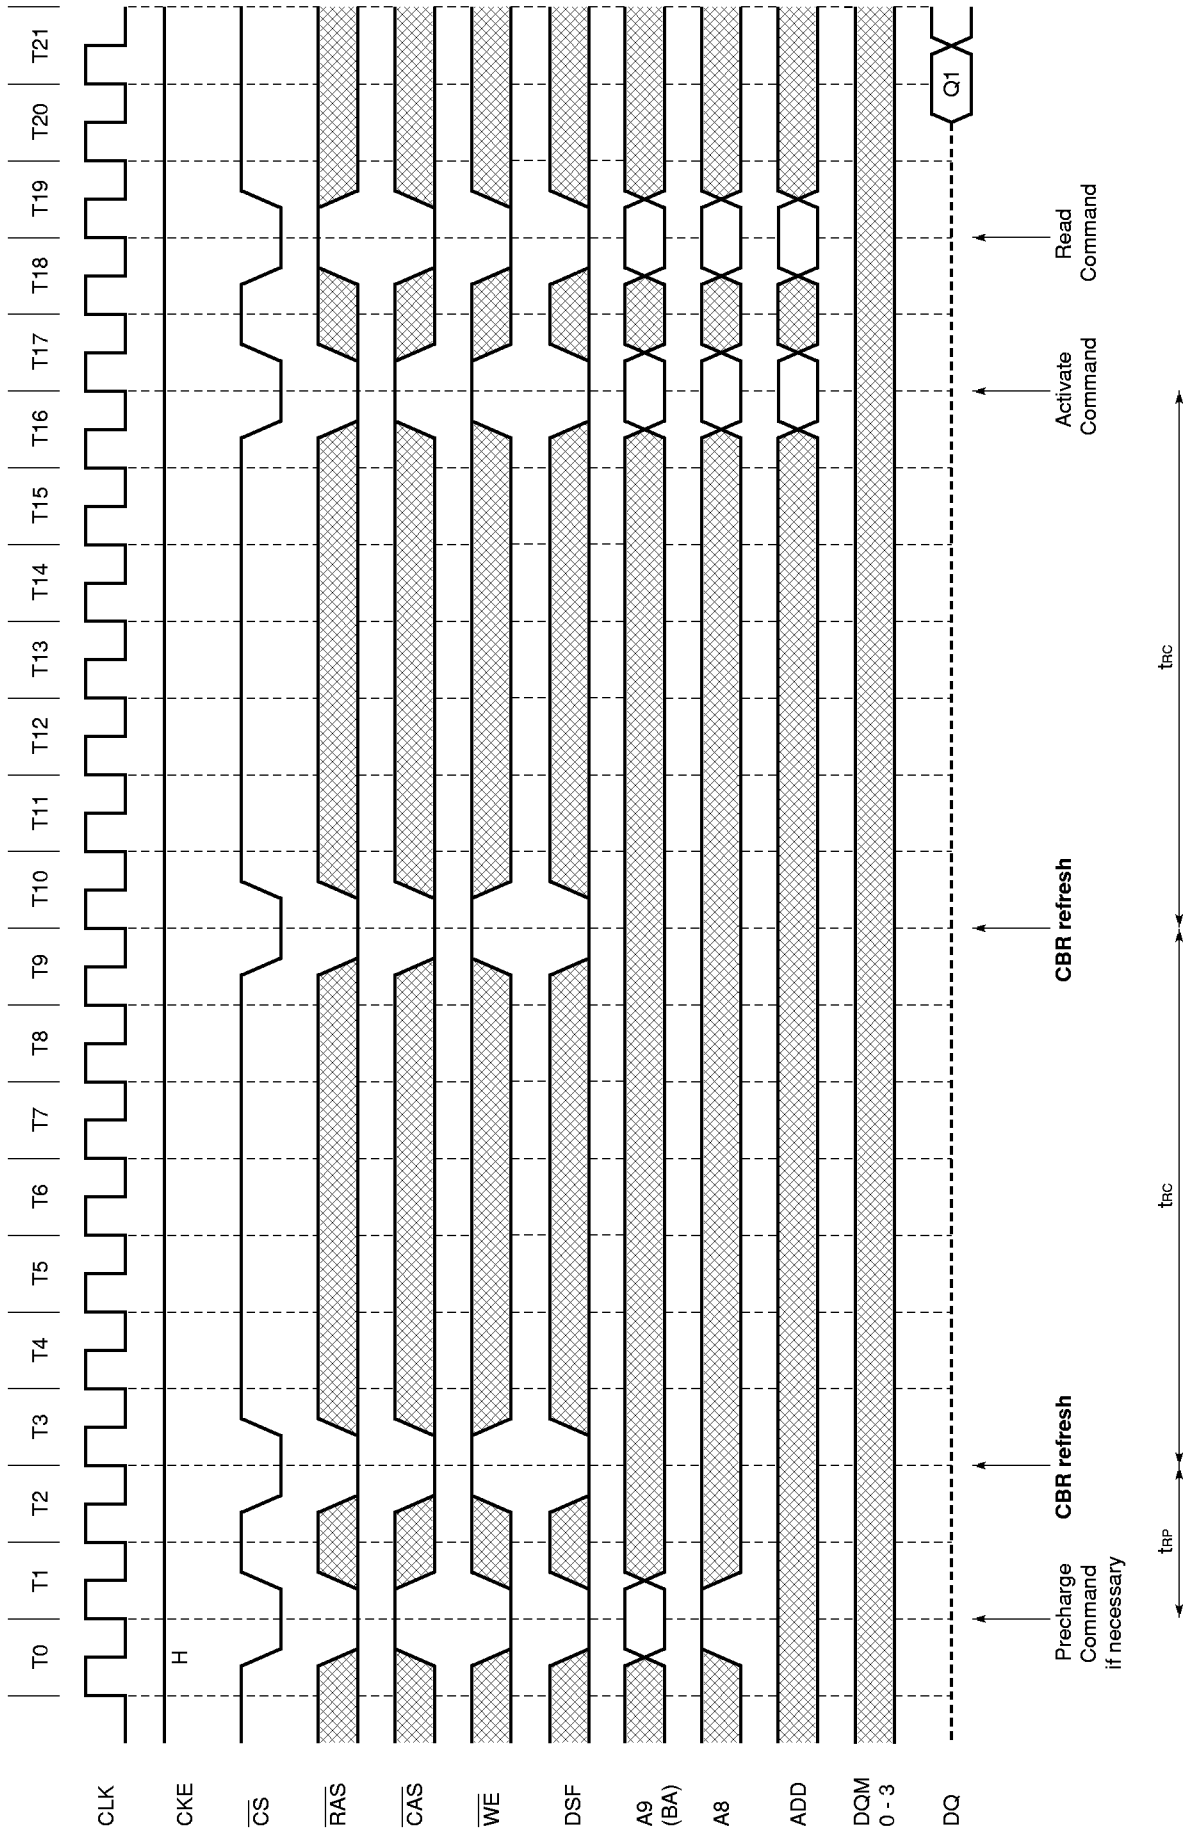 T0 T1 T2 T3 T4 T5 T6 T7 T8 T9 T10 T11 T12 T13 T14 T15 T16 T17 T18 T19 T20 T21
CLK
CKE H
CS
RAS
CAS
WE
DSF
A9
(BA)
A8
ADD
DQM
0 - 3
DQ Q1
Precharge
Command
if necessary
CBR refresh
CBR refresh
Activate
Command
Read
Command
tRP tRC tRC